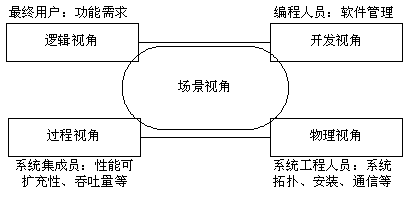 最终用户：功能需求
编程人员：软件管理
逻辑视角
开发视角
场景视角
过程视角
物理视角
系统集成员：性能可
扩充性、吞吐量等
系统工程人员：系统
拓扑、安装、通信等